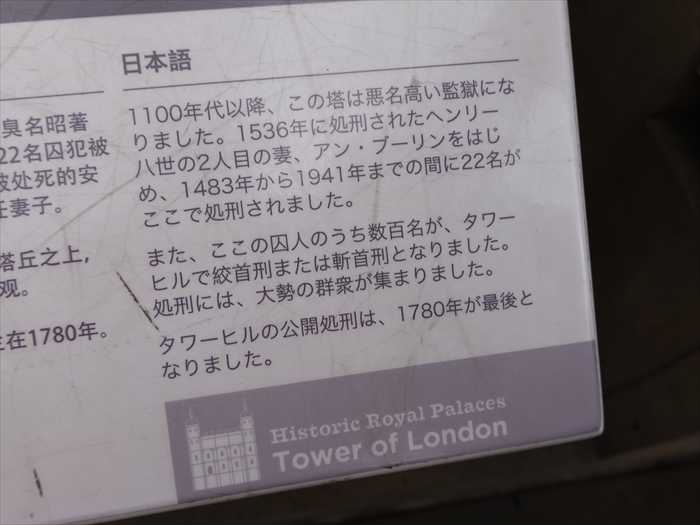 臭名昭著
22名囚犯被
被处死的安
任妻子。
塔丘之上,
观。
在1780年。
日本語
1100年代以降、この塔は悪名高い監獄にな
りました。1536年に処刑されたヘンリー
八世の2人目の妻、アン・ブーリンをはじ
め、1483年から1941年までの間に22名が
ここで処刑されました。
また、ここの囚人のうち数百名が、タワー
ヒルで絞首刑または斬首刑となりました。
処刑には、大勢の群衆が集まりました。
タワーヒルの公開処刑は、1780年が最後と
なりました。
Historic Royal Palaces
Tower of London